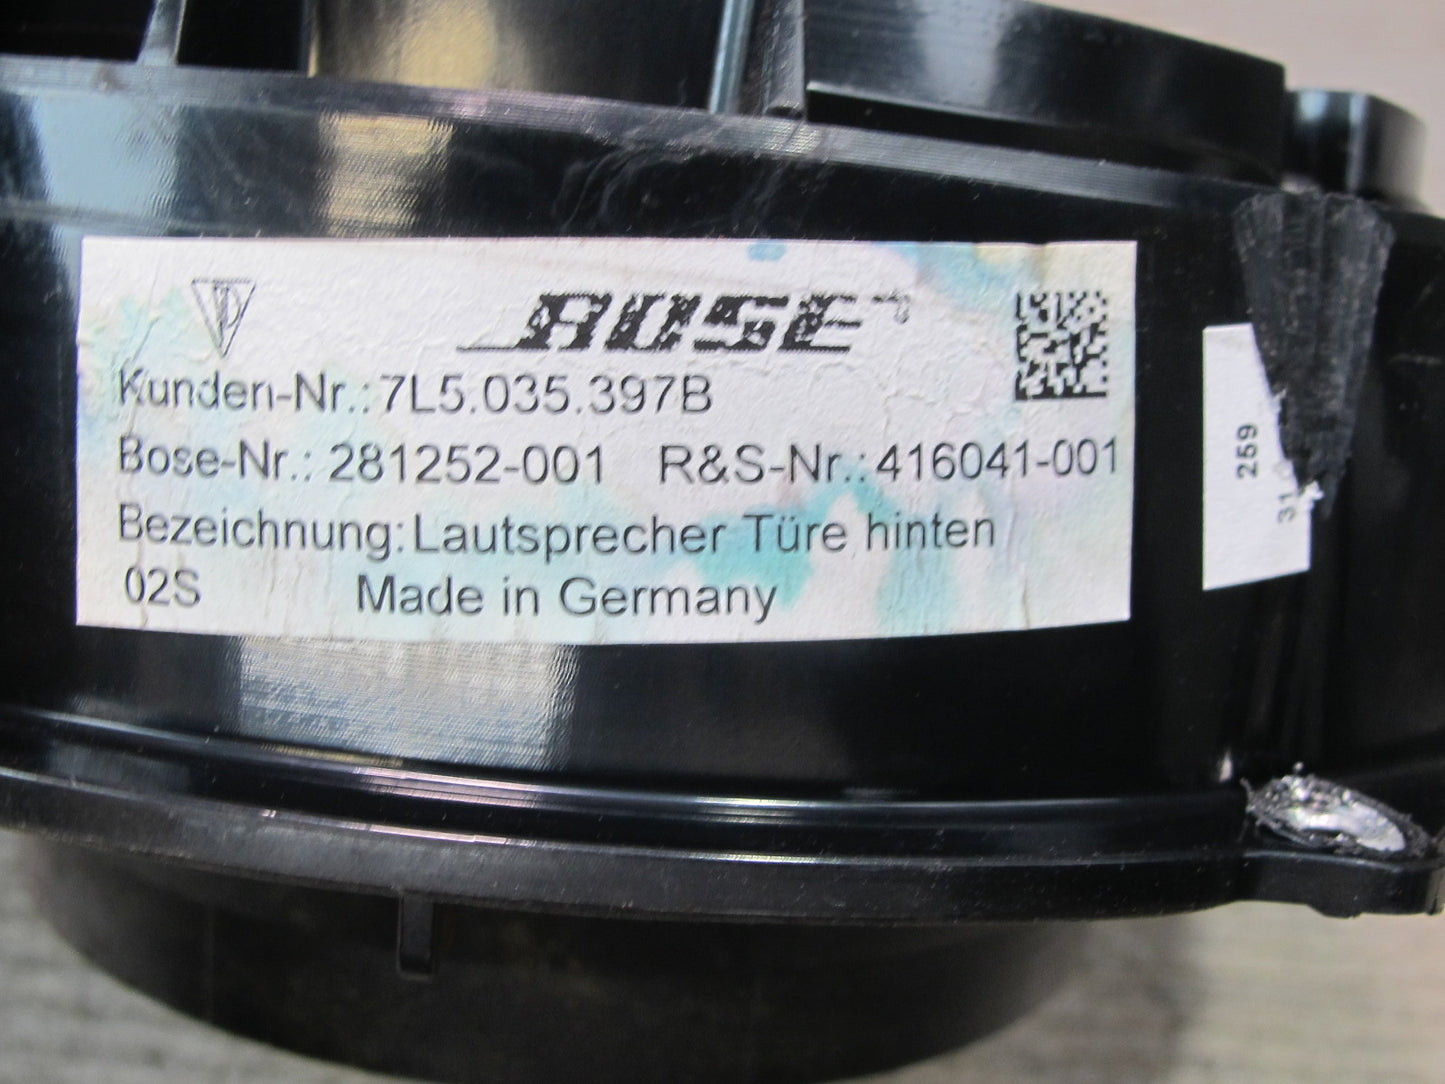 BOSE
Kunden-Nr.: 7L5.035.397B
Bose-Nr.: 281252-001 R&S-Nr.: 416041-001
Bezeichnung: Lautsprecher Türe hinten
02S Made in Germany
259
31